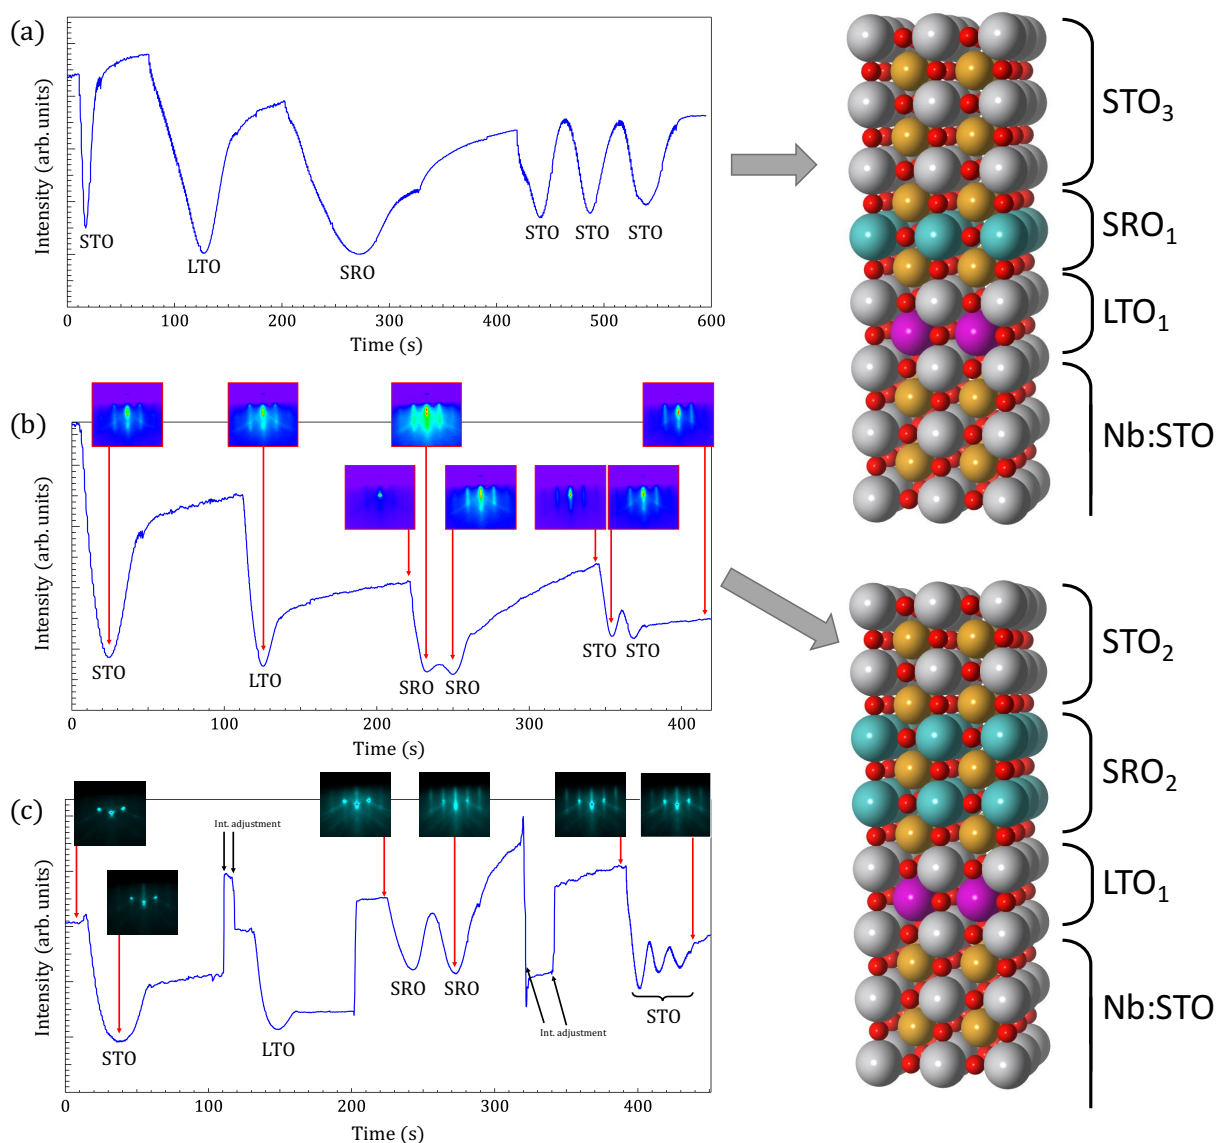 (a)
Intensity (arb. units)
STO
LTO
SRO
STO
STO
STO
0
100
200
300
400
500
600
Time (s)
STO3
SRO1
LTO1
Nb:STO
(b)
Intensity (arb. units)
STO
LTO
SRO
SRO
STO
STO
0
100
200
300
400
Time (s)
STO2
SRO2
LTO1
Nb:STO
(c)
Intensity (arb. units)
Int. adjustment
STO
LTO
SRO
SRO
Int. adjustment
STO
0
100
200
300
400
Time (s)